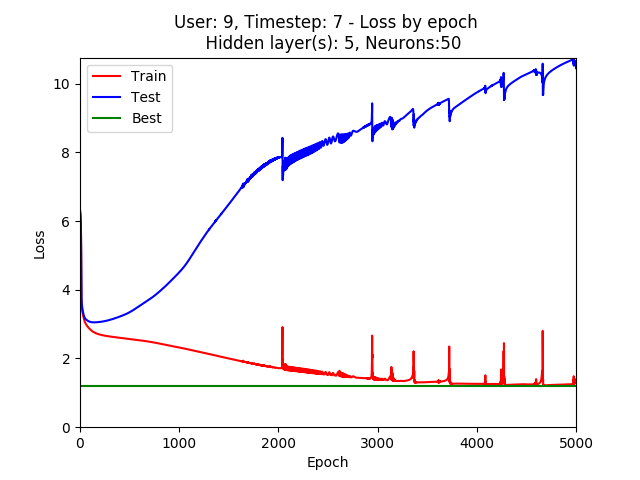 User: 9, Timestep: 7 - Loss by epoch
Hidden layer(s): 5, Neurons:50
Train
Test
Best
Loss
10
8
6
4
2
0
0 1000 2000 3000 4000 5000
Epoch